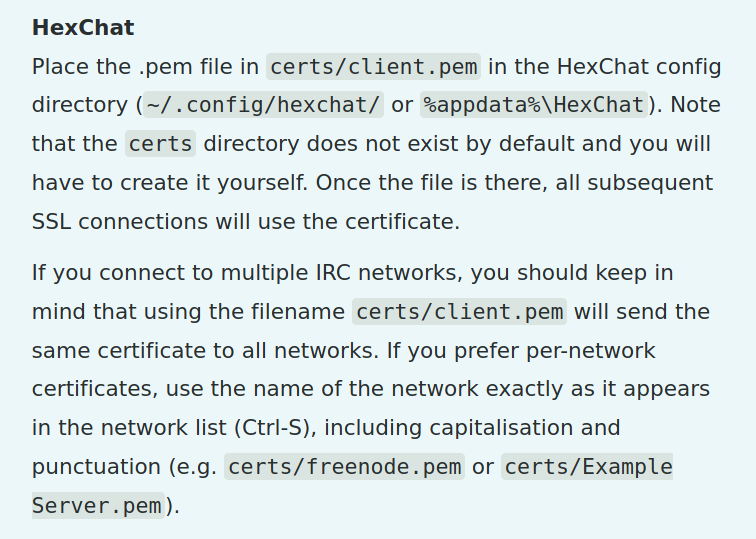 HexChat
Place the .pem file in certs/client.pem in the HexChat config
directory (~/.config/hexchat/ or %appdata%\HexChat). Note
that the certs directory does not exist by default and you will
have to create it yourself. Once the file is there, all subsequent
SSL connections will use the certificate.
If you connect to multiple IRC networks, you should keep in
mind that using the filename certs/client.pem will send the
same certificate to all networks. If you prefer per-network
certificates, use the name of the network exactly as it appears
in the network list (Ctrl-S), including capitalisation and
punctuation (e.g. certs/freenode.pem or certs/Example
Server.pem).